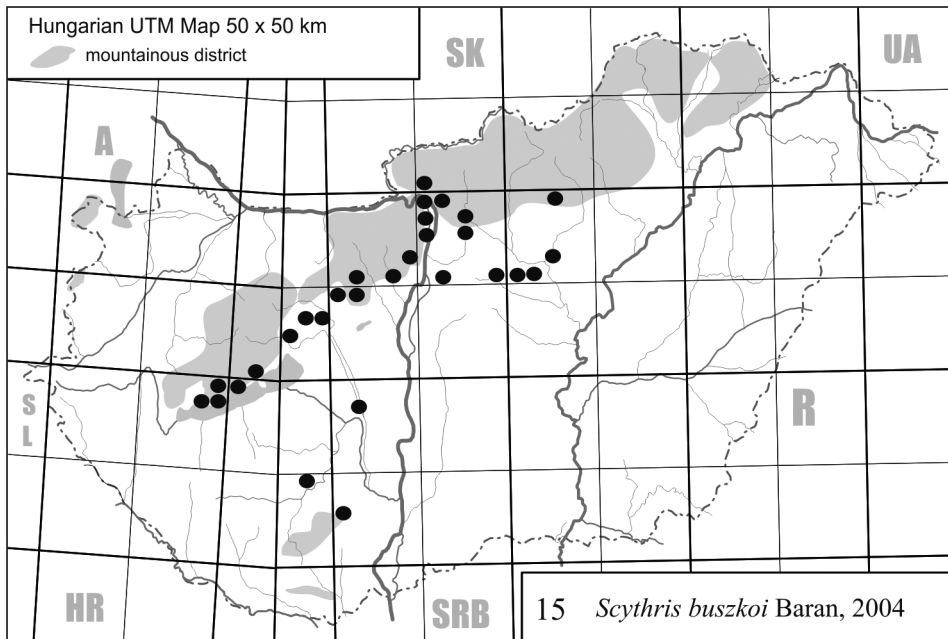 Hungarian UTM Map 50 x 50 km
mountainous district
SK
UA
A
S
L
R
HR
SRB
15 Scythris buszkoi Baran, 2004